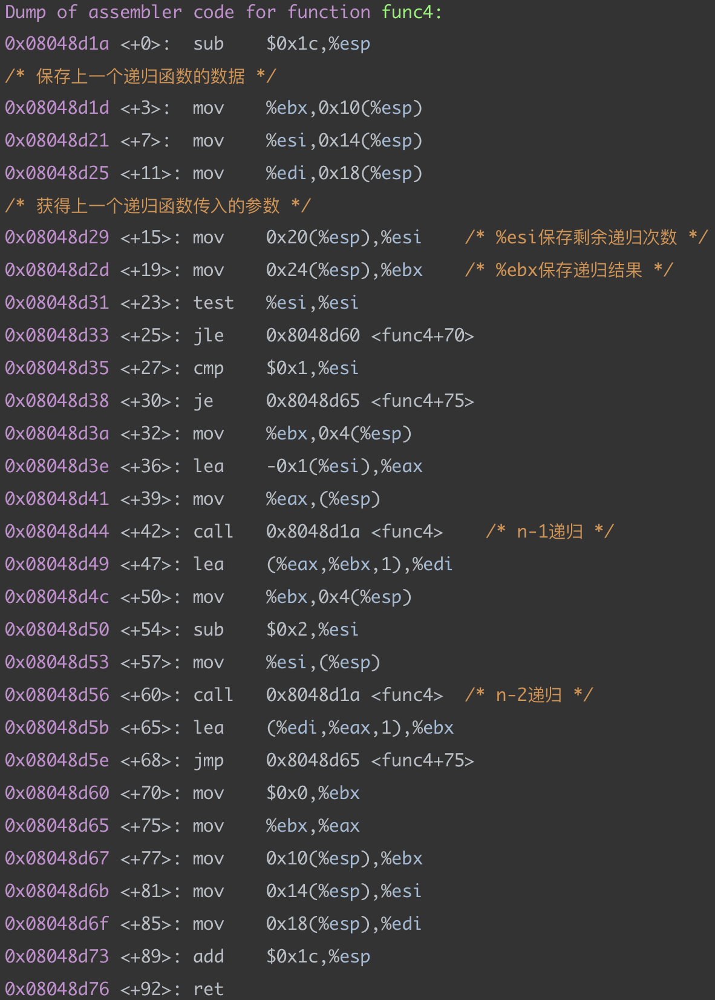 Dump of assembler code for function func4:
0x08048d1a <+0>:  sub    $0x1c,%esp
/* 保存上一个递归函数的数据 */
0x08048d1d <+3>:  mov    %ebx,0x10(%esp)
0x08048d21 <+7>:  mov    %esi,0x14(%esp)
0x08048d25 <+11>: mov    %edi,0x18(%esp)
/* 获得上一个递归函数传入的参数 */
0x08048d29 <+15>: mov    0x20(%esp),%esi    /* %esi保存剩余递归次数 */
0x08048d2d <+19>: mov    0x24(%esp),%ebx    /* %ebx保存递归结果 */
0x08048d31 <+23>: test   %esi,%esi
0x08048d33 <+25>: jle    0x8048d60 <func4+70>
0x08048d35 <+27>: cmp    $0x1,%esi
0x08048d38 <+30>: je     0x8048d65 <func4+75>
0x08048d3a <+32>: mov    %ebx,0x4(%esp)
0x08048d3e <+36>: lea    -0x1(%esi),%eax
0x08048d41 <+39>: mov    %eax,(%esp)
0x08048d44 <+42>: call   0x8048d1a <func4>    /* n-1递归 */
0x08048d49 <+47>: lea    (%eax,%ebx,1),%edi
0x08048d4c <+50>: mov    %ebx,0x4(%esp)
0x08048d50 <+54>: sub    $0x2,%esi
0x08048d53 <+57>: mov    %esi,(%esp)
0x08048d56 <+60>: call   0x8048d1a <func4>  /* n-2递归 */
0x08048d5b <+65>: lea    (%edi,%eax,1),%ebx
0x08048d5e <+68>: jmp    0x8048d65 <func4+75>
0x08048d60 <+70>: mov    $0x0,%ebx
0x08048d65 <+75>: mov    %ebx,%eax
0x08048d67 <+77>: mov    0x10(%esp),%ebx
0x08048d6b <+81>: mov    0x14(%esp),%esi
0x08048d6f <+85>: mov    0x18(%esp),%edi
0x08048d73 <+89>: add    $0x1c,%esp
0x08048d76 <+92>: ret